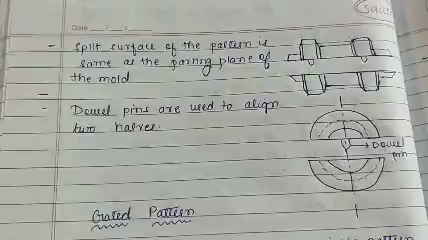 Date
- Split surface of the pattern is
same as the parting plane of
the mold
-
- Dowel pins are used to align
two halves.
Dowel
pin
Gated Pattern